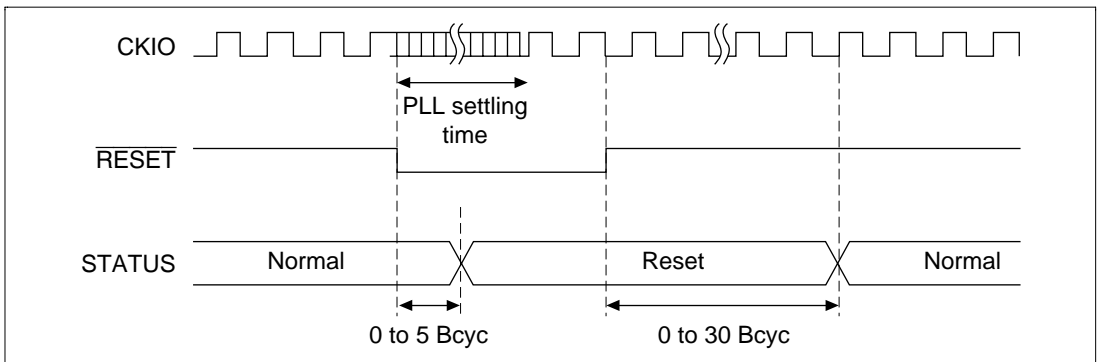 CKIO
PLL settling
time
RESET
STATUS
Normal
Reset
Normal
0 to 5 Bcyc
0 to 30 Bcyc